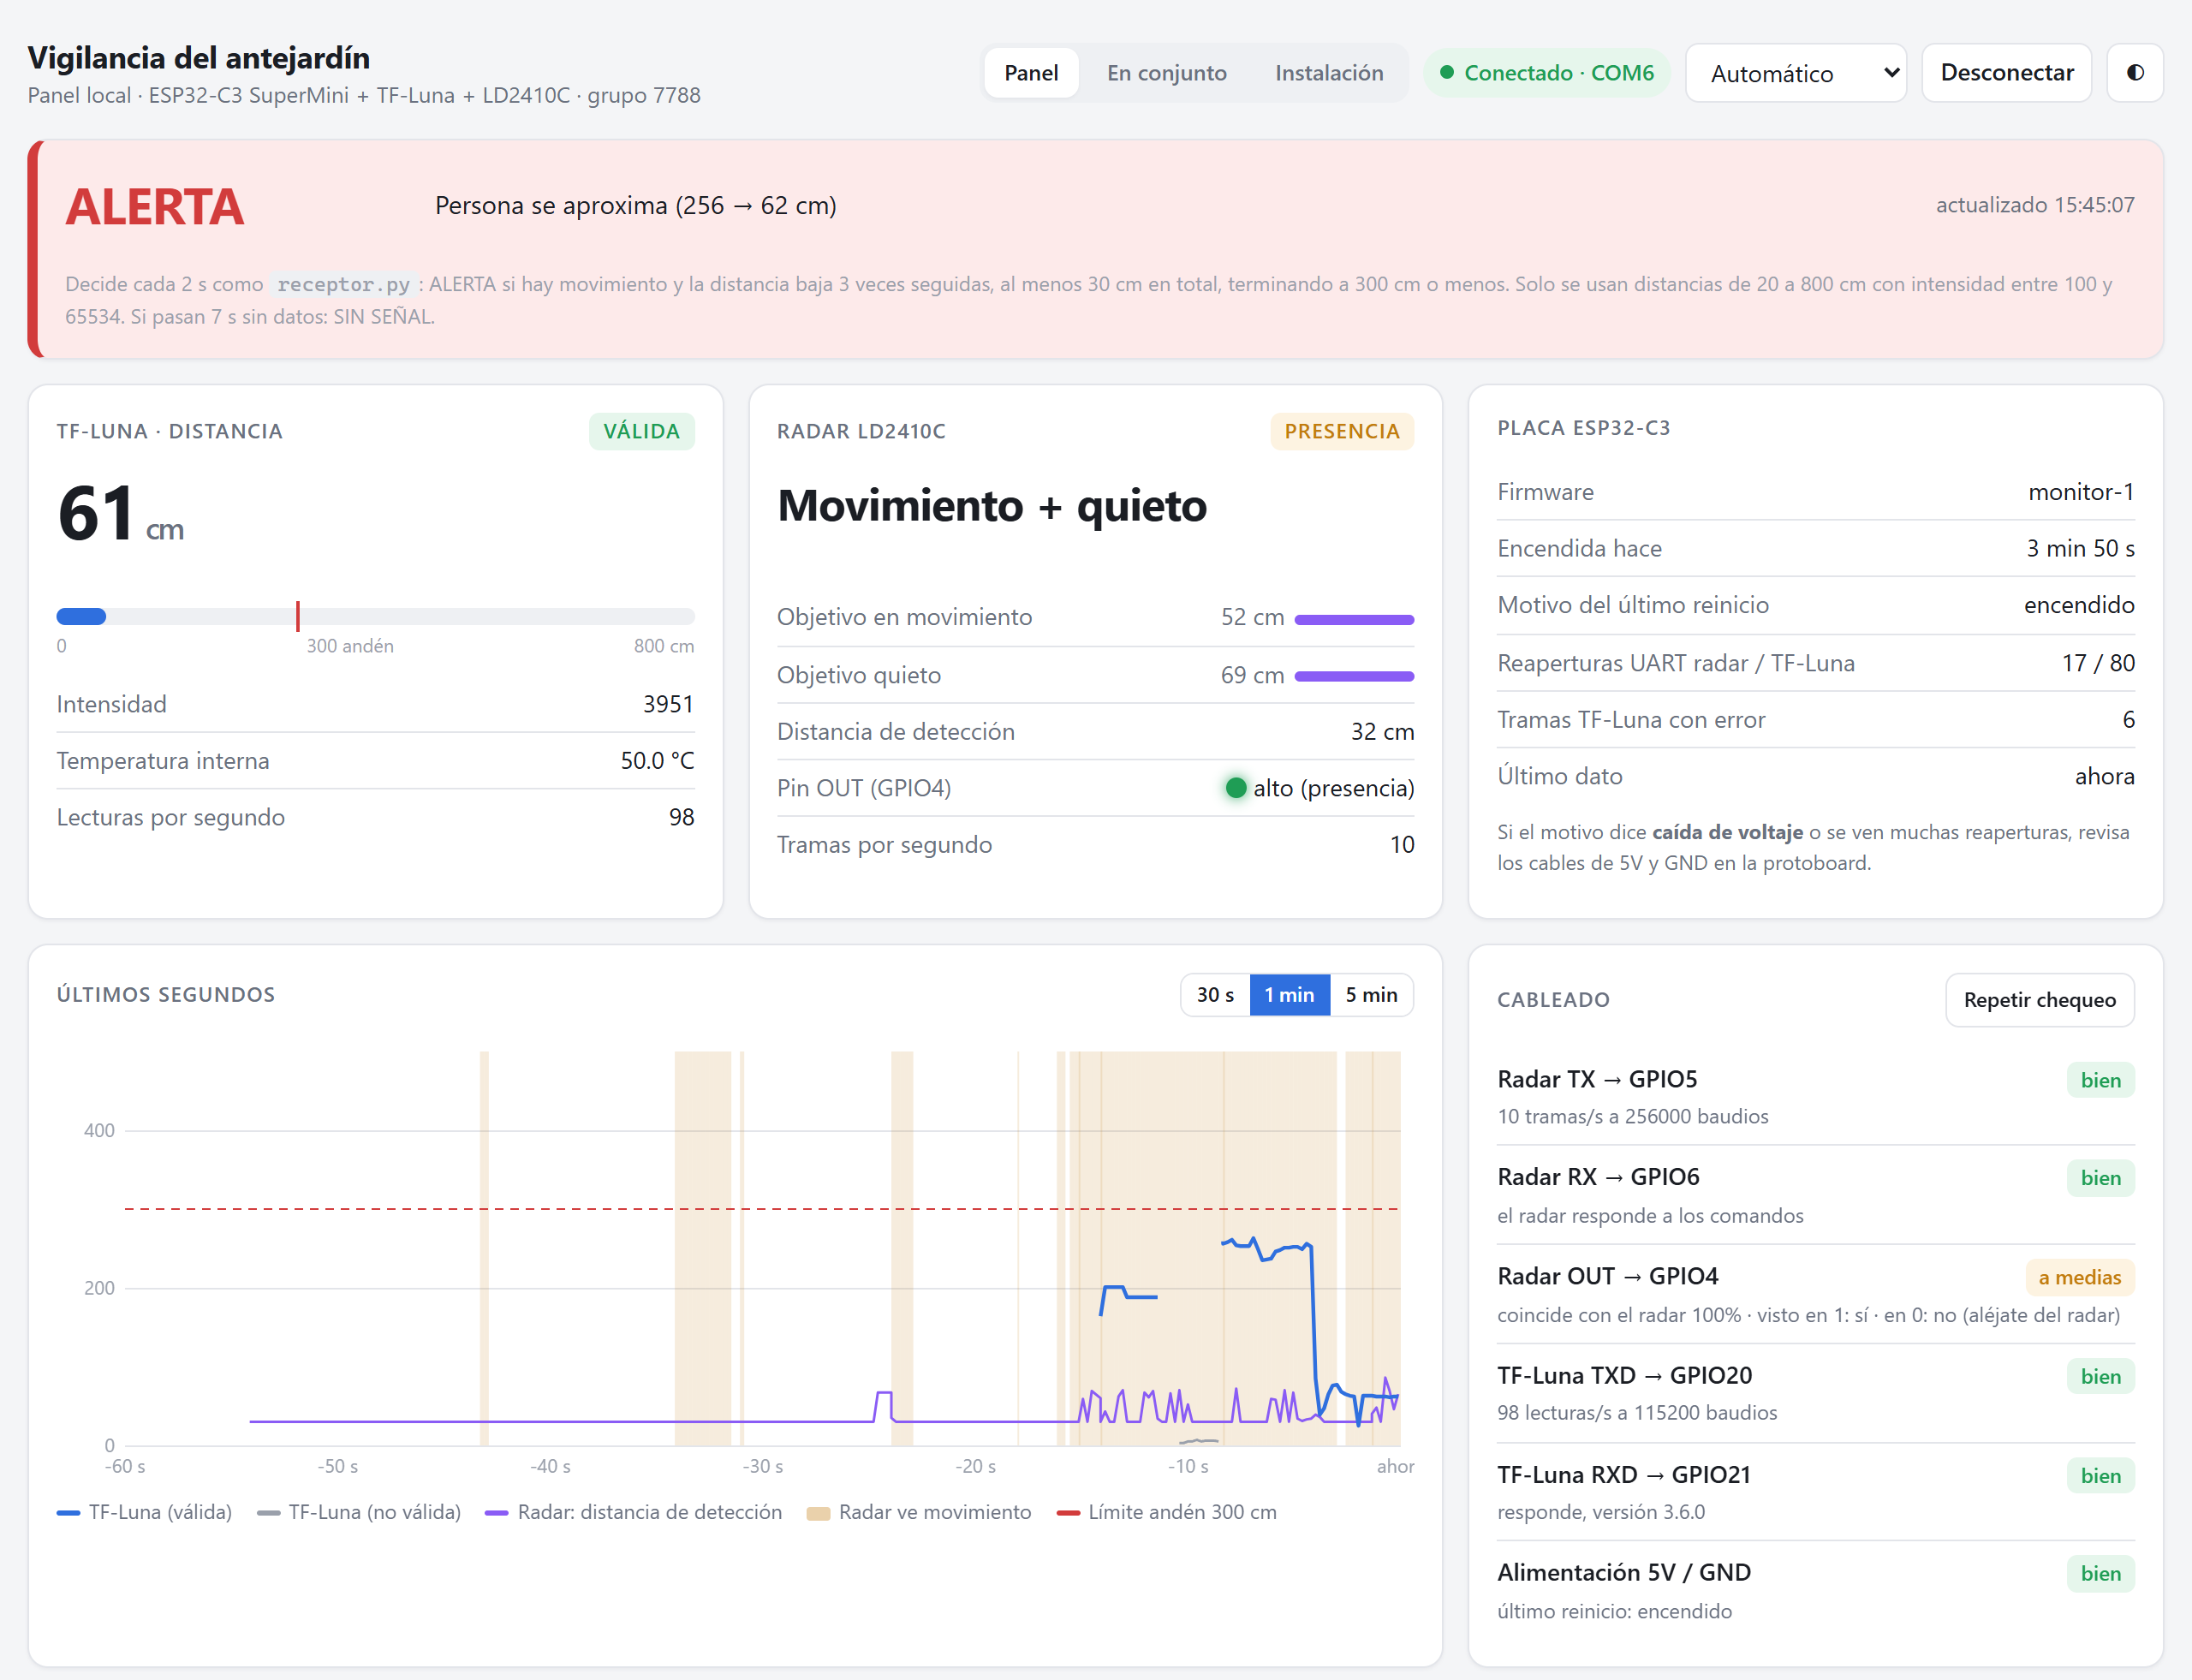 Vigilancia del antejardín
Panel local · ESP32-C3 SuperMini + TF-Luna + LD2410C · grupo 7788
Panel
En conjunto
Instalación
Conectado · COM6
Automático
Desconectar
ALERTA
Persona se aproxima (256 → 62 cm)
actualizado 15:45:07
Decide cada 2 s como receptor.py : ALERTA si hay movimiento y la distancia baja 3 veces seguidas, al menos 30 cm en total, terminando a 300 cm o menos. Solo se usan distancias de 20 a 800 cm con intensidad entre 100 y
65534. Si pasan 7 s sin datos: SIN SEÑAL.
TF-LUNA · DISTANCIA
VÁLIDA
61 cm
0
300 andén
800 cm
Intensidad 3951
Temperatura interna 50.0 °C
Lecturas por segundo 98
RADAR LD2410C
PRESENCIA
Movimiento + quieto
Objetivo en movimiento 52 cm
Objetivo quieto 69 cm
Distancia de detección 32 cm
Pin OUT (GPIO4) alto (presencia)
Tramas por segundo 10
PLACA ESP32-C3
Firmware monitor-1
Encendida hace 3 min 50 s
Motivo del último reinicio encendido
Reaperturas UART radar / TF-Luna 17 / 80
Tramas TF-Luna con error 6
Último dato ahora
Si el motivo dice caída de voltaje o se ven muchas reaperturas, revisa
los cables de 5V y GND en la protoboard.
ÚLTIMOS SEGUNDOS
30 s
1 min
5 min
400
200
0
-60 s
-50 s
-40 s
-30 s
-20 s
-10 s
ahor
TF-Luna (válida)
TF-Luna (no válida)
Radar: distancia de detección
Radar ve movimiento
Límite andén 300 cm
CABLEADO
Repetir chequeo
Radar TX → GPIO5 bien
10 tramas/s a 256000 baudios
Radar RX → GPIO6 bien
el radar responde a los comandos
Radar OUT → GPIO4 a medias
coincide con el radar 100% · visto en 1: sí · en 0: no (aléjate del radar)
TF-Luna TXD → GPIO20 bien
98 lecturas/s a 115200 baudios
TF-Luna RXD → GPIO21 bien
responde, versión 3.6.0
Alimentación 5V / GND bien
último reinicio: encendido